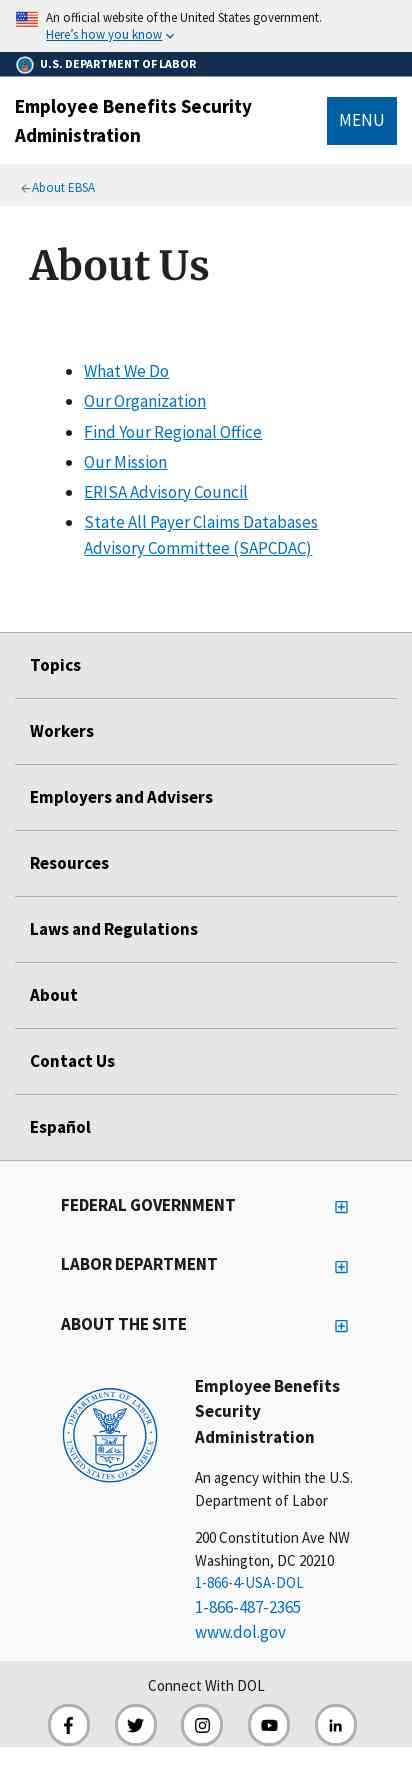 An official website of the United States government.
Here's how you know
U.S. DEPARTMENT OF LABOR
Employee Benefits Security
Administration
MENU
About EBSA
About Us
What We Do
Our Organization
Find Your Regional Office
Our Mission
ERISA Advisory Council
State All Payer Claims Databases
Advisory Committee (SAPCDAC)
Topics
Workers
Employers and Advisers
Resources
Laws and Regulations
About
Contact Us
Español
FEDERAL GOVERNMENT
LABOR DEPARTMENT
ABOUT THE SITE
DEPARTMENT OF LABOR
UNITED STATES OF AMERICA
Employee Benefits
Security
Administration
An agency within the U.S.
Department of Labor
200 Constitution Ave NW
Washington, DC 20210
1-866-4-USA-DOL
1-866-487-2365
www.dol.gov
Connect With DOL